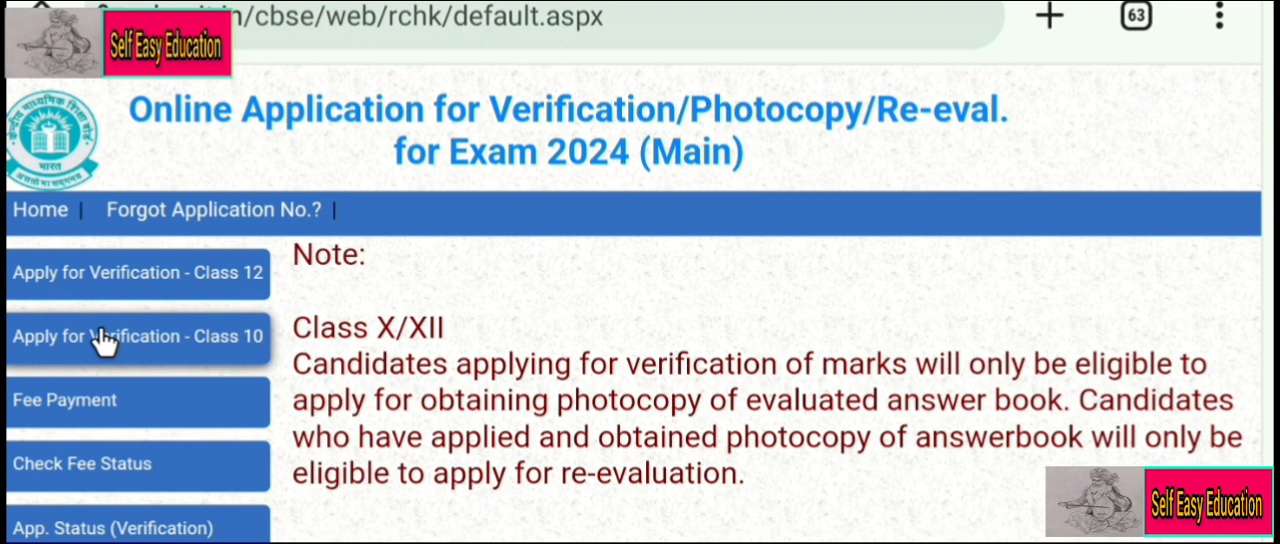 /cbse/web/rchk/default.aspx
63
Self Easy Education
Online Application for Verification/Photocopy/Re-eval.
for Exam 2024 (Main)
भारत
असतो मा सद्गमय
Home | Forgot Application No.? |
Apply for Verification - Class 12
Apply for Verification - Class 10
Fee Payment
Check Fee Status
App. Status (Verification)
Note:
Class X/XII
Candidates applying for verification of marks will only be eligible to
apply for obtaining photocopy of evaluated answer book. Candidates
who have applied and obtained photocopy of answerbook will only be
eligible to apply for re-evaluation.
Self Easy Education